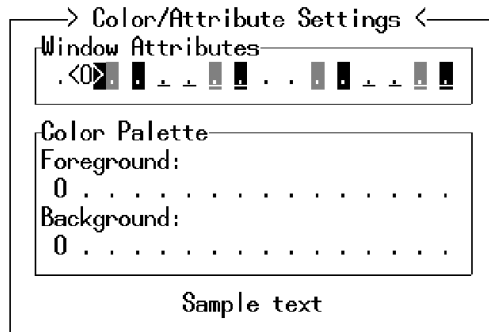 > Color/Attribute Settings <
Window Attributes
.<0>. . . . . . . . . . . . . .
Color Palette
Foreground:
0 . . . . . . . . . . . . . . .
Background:
0 . . . . . . . . . . . . . . .
Sample text